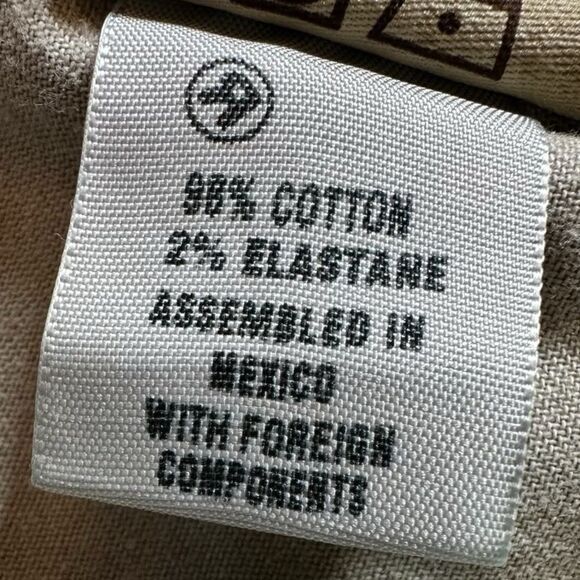 98% COTTON
2% ELASTANE
ASSEMBLED IN
MEXICO
WITH FOREIGN
COMPONENTS